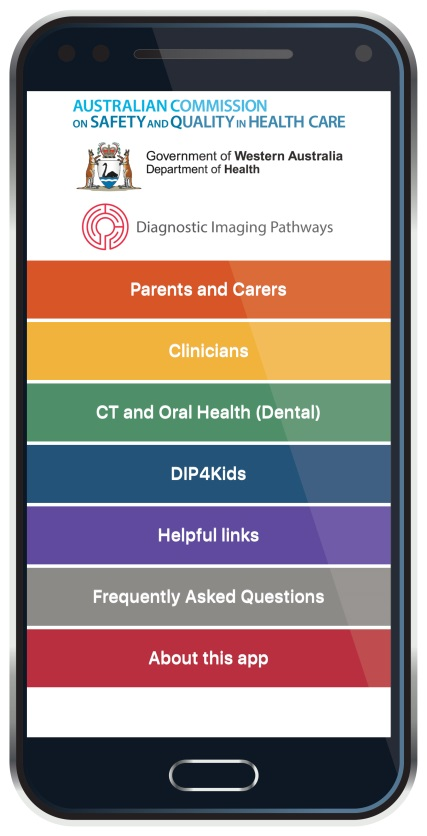 AUSTRALIAN COMMISSION
ON SAFETY AND QUALITY IN HEALTH CARE
Government of Western Australia
Department of Health
Diagnostic Imaging Pathways
Parents and Carers
Clinicians
CT and Oral Health (Dental)
DIP4Kids
Helpful links
Frequently Asked Questions
About this app